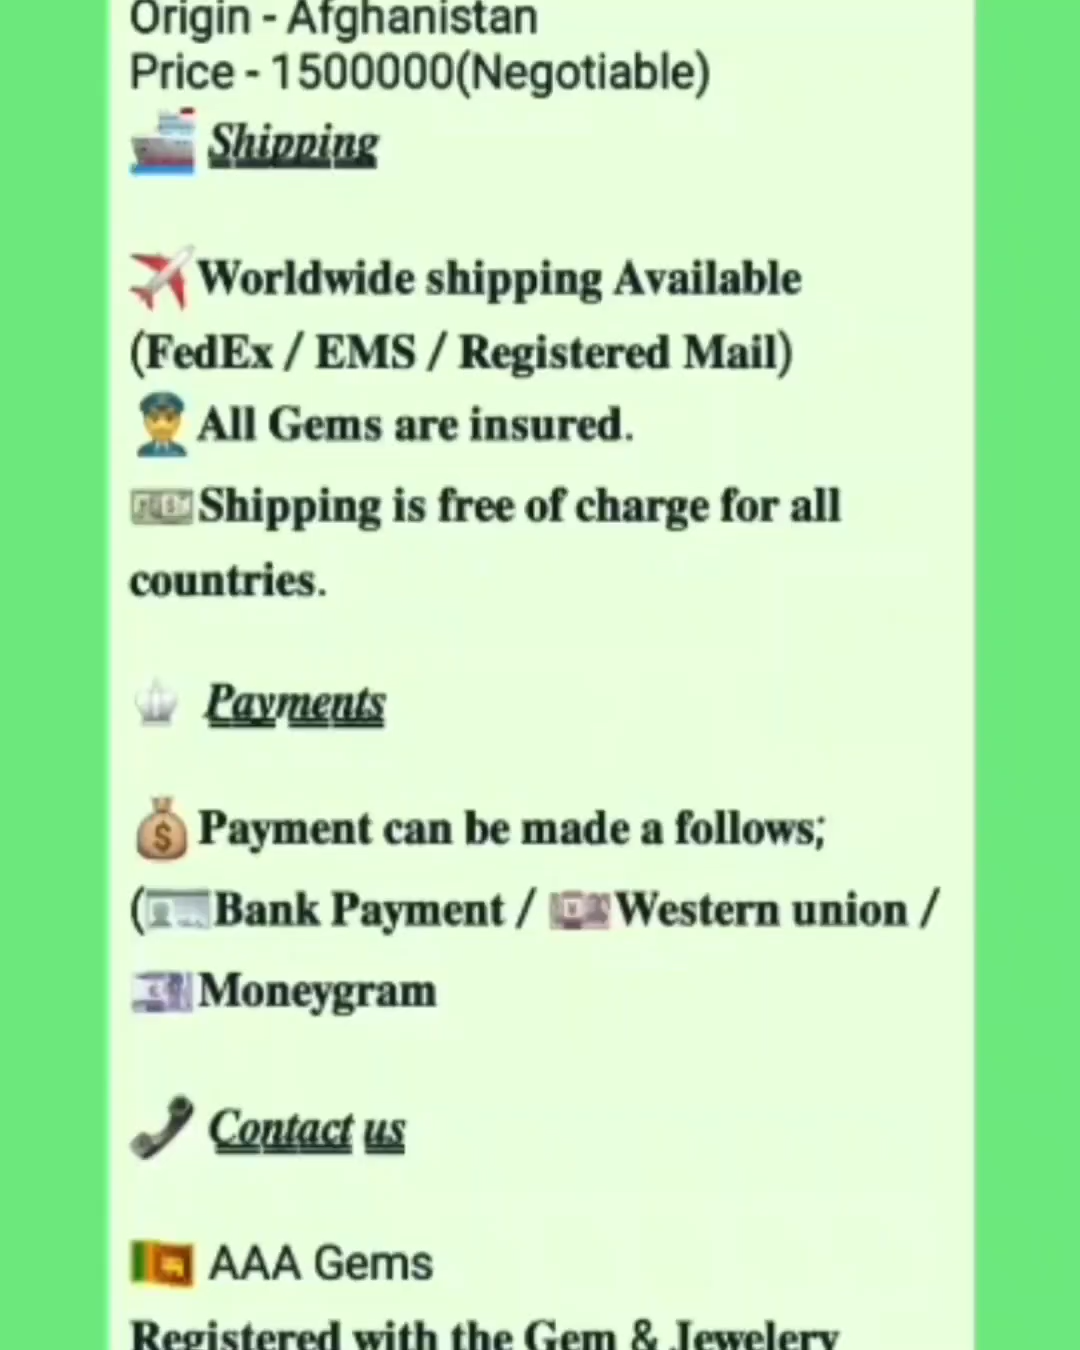 Origin - Afghanistan
Price - 1500000(Negotiable)
🚢 Shipping
✈️Worldwide shipping Available
(FedEx / EMS / Registered Mail)
👮All Gems are insured.
💵Shipping is free of charge for all
countries.
Payments
💰Payment can be made a follows;
(🪪Bank Payment / 💴Western union /
💶Moneygram
📞 Contact us
🇱🇰 AAA Gems
Registered with the Gem & Jewelery